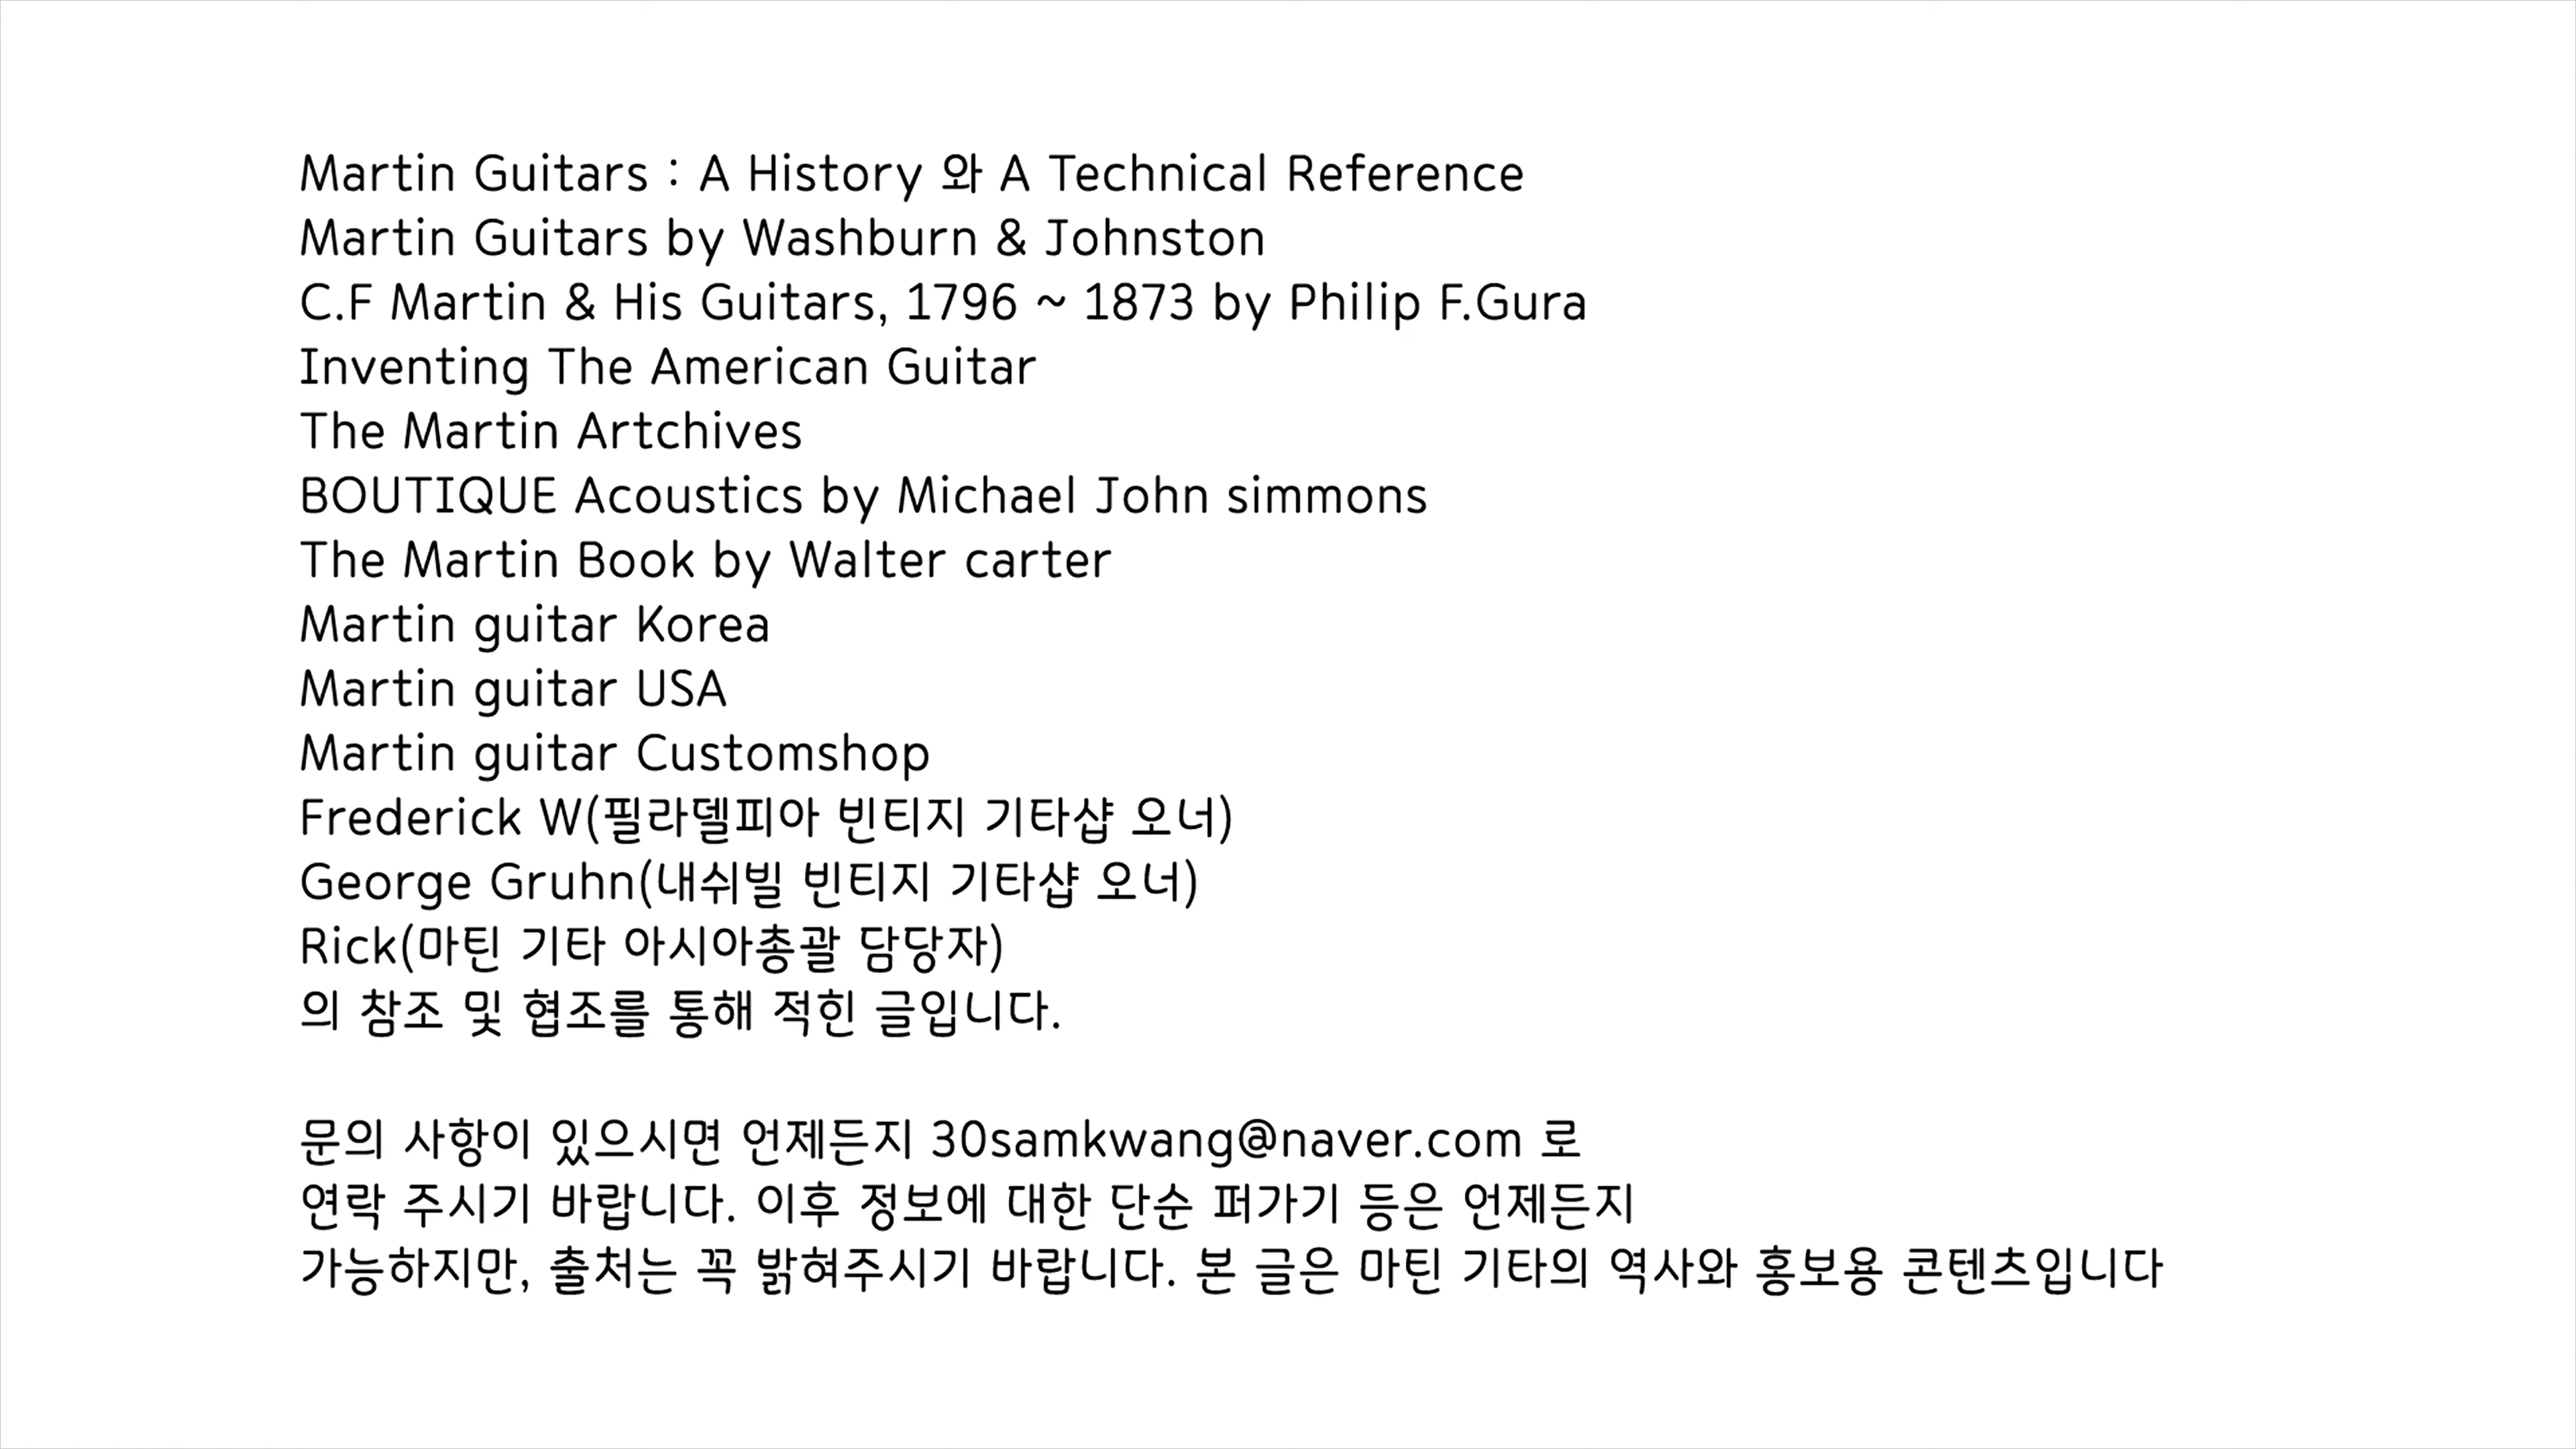 Martin Guitars : A History 와 A Technical Reference
Martin Guitars by Washburn & Johnston
C.F Martin & His Guitars, 1796 ~ 1873 by Philip F.Gura
Inventing The American Guitar
The Martin Artchives
BOUTIQUE Acoustics by Michael John simmons
The Martin Book by Walter carter
Martin guitar Korea
Martin guitar USA
Martin guitar Customshop
Frederick W(필라델피아 빈티지 기타샵 오너)
George Gruhn(내쉬빌 빈티지 기타샵 오너)
Rick(마틴 기타 아시아총괄 담당자)
의 참조 및 협조를 통해 적힌 글입니다.
문의 사항이 있으시면 언제든지 30samkwang@naver.com 로
연락 주시기 바랍니다. 이후 정보에 대한 단순 퍼가기 등은 언제든지
가능하지만, 출처는 꼭 밝혀주시기 바랍니다. 본 글은 마틴 기타의 역사와 홍보용 콘텐츠입니다